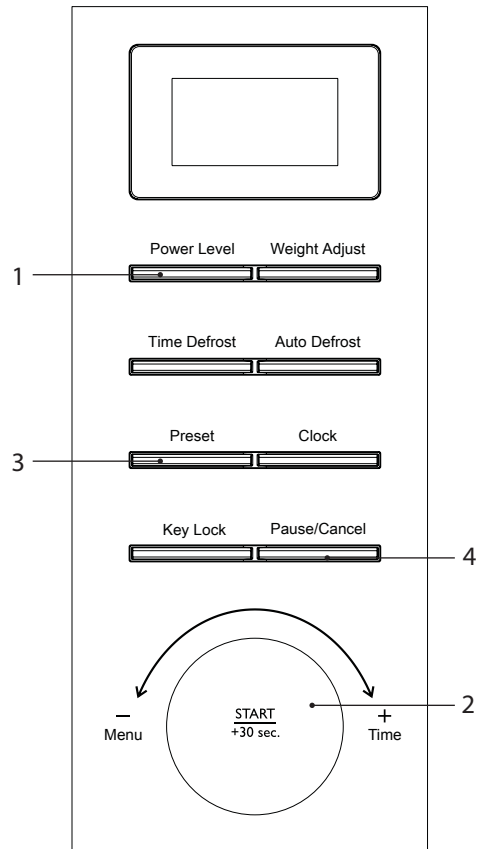 Power Level Weight Adjust
1
Time Defrost Auto Defrost
Preset Clock
3
Key Lock Pause/Cancel
4
START
+30 sec.
2
− Menu
+ Time